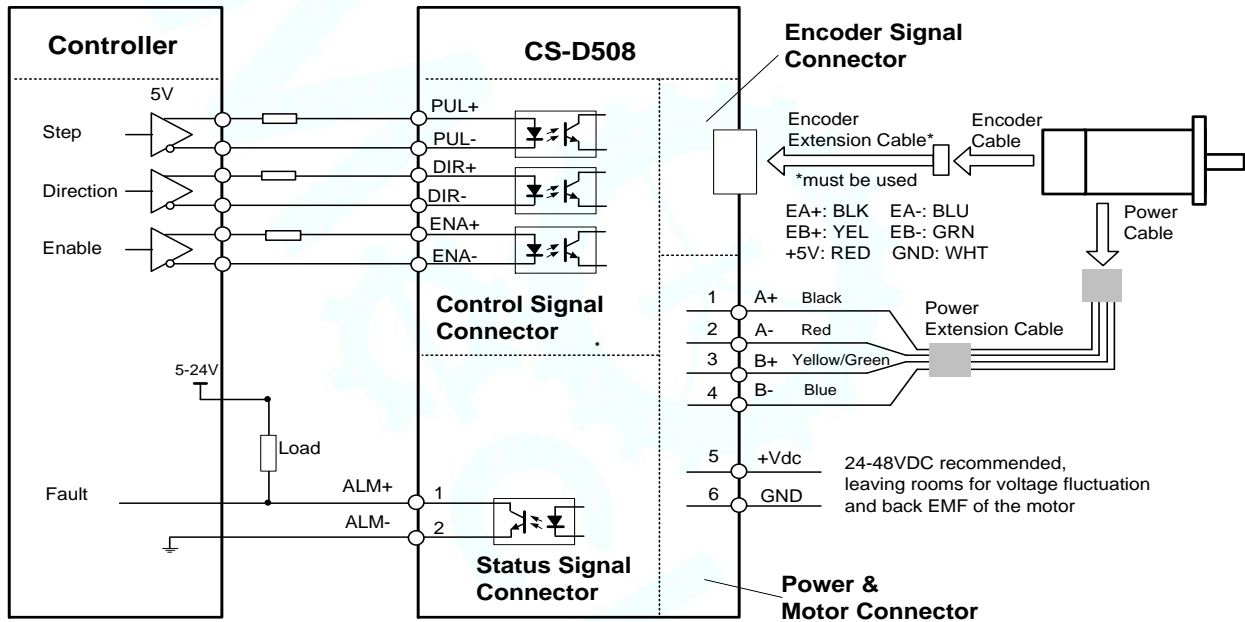 Controller
CS-D508
Encoder Signal
Connector
5V
Step
Direction
Enable
PUL+
PUL-
DIR+
DIR-
ENA+
ENA-
Control Signal
Connector
Encoder
Extension Cable*
*must be used
Encoder
Cable
EA+: BLK EA-: BLU
EB+: YEL EB-: GRN
+5V: RED GND: WHT
Power
Cable
1 A+ Black
2 A- Red
3 B+ Yellow/Green
4 B- Blue
Power
Extension Cable
5-24V
Load
Fault
ALM+ 1
ALM- 2
Status Signal
Connector
5 +Vdc
6 GND
24-48VDC recommended,
leaving rooms for voltage fluctuation
and back EMF of the motor
Power &
Motor Connector